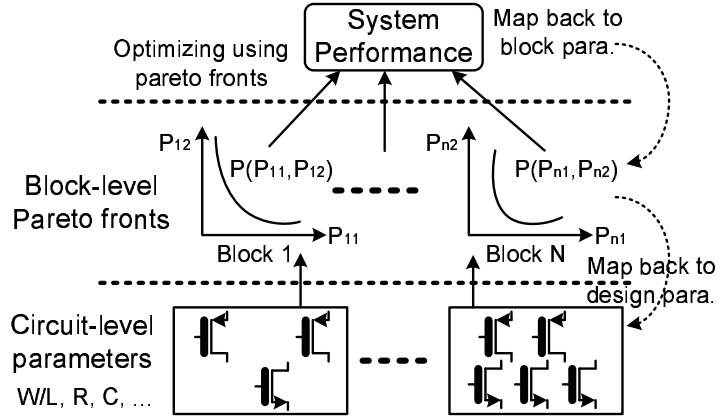 System
Performance
Map back to
block para.
Optimizing using
pareto fronts
P12
P(P11,P12)
Pn2
P(Pn1,Pn2)
Block-level
Pareto fronts
P11
Block 1
Pn1
Block N
Map back to
design para.
Circuit-level
parameters
W/L, R, C, ...